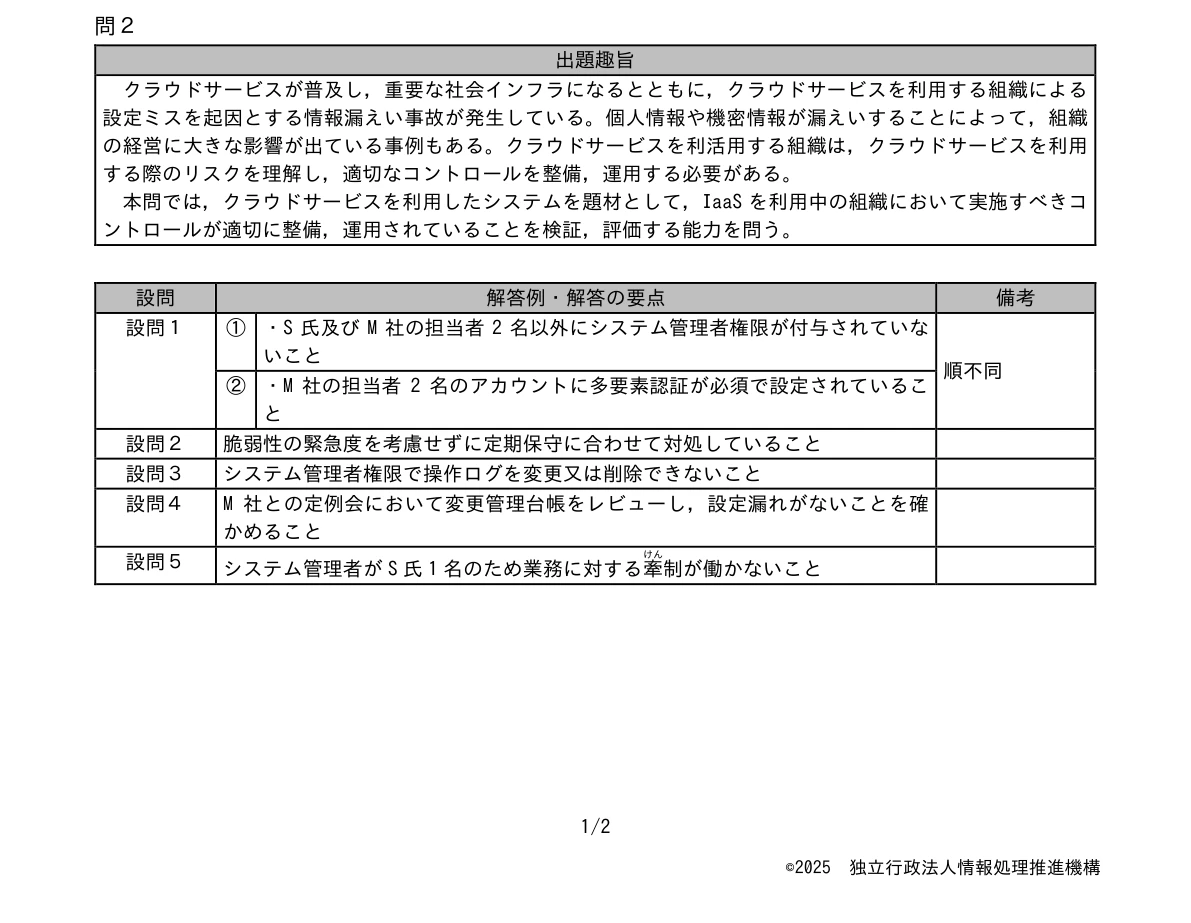 問２
出題趣旨
クラウドサービスが普及し，重要な社会インフラになるとともに，クラウドサービスを利用する組織による
設定ミスを起因とする情報漏えい事故が発生している。個人情報や機密情報が漏えいすることによって，組織
の経営に大きな影響が出ている事例もある。クラウドサービスを利活用する組織は，クラウドサービスを利用
する際のリスクを理解し，適切なコントロールを整備，運用する必要がある。
本問では，クラウドサービスを利用したシステムを題材として，IaaS を利用中の組織において実施すべきコ
ントロールが適切に整備，運用されていることを検証，評価する能力を問う。
設問 解答例・解答の要点 備考
設問１ ① ・S 氏及び M 社の担当者 2 名以外にシステム管理者権限が付与されていな
いこと
順不同
② ・M 社の担当者 2 名のアカウントに多要素認証が必須で設定されているこ
と
設問２ 脆弱性の緊急度を考慮せずに定期保守に合わせて対処していること
設問３ システム管理者権限で操作ログを変更又は削除できないこと
設問４ M 社との定例会において変更管理台帳をレビューし，設定漏れがないことを確
かめること
けん
設問５ システム管理者が S 氏 1 名のため業務に対する牽制が働かないこと
1/2
©2025　独立行政法人情報処理推進機構